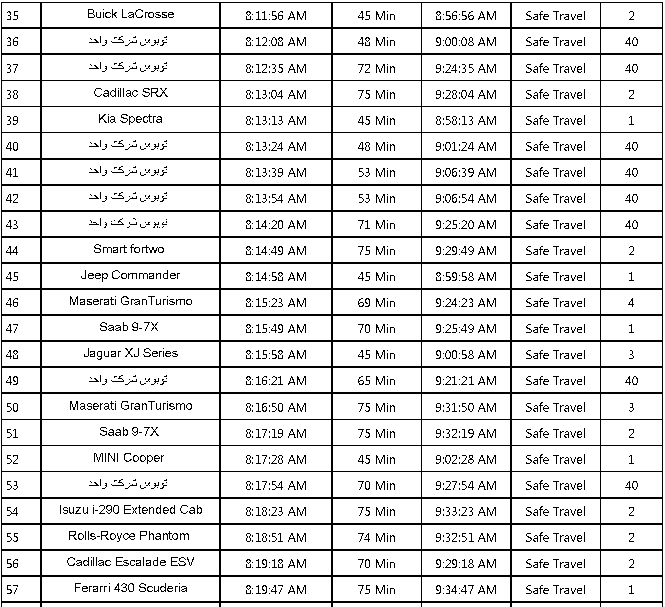 35 Buick LaCrosse 8:11:56 AM 45 Min 8:56:56 AM Safe Travel 2
36 توبوس شرکت واحد 8:12:08 AM 48 Min 9:00:08 AM Safe Travel 40
37 توبوس شرکت واحد 8:12:35 AM 72 Min 9:24:35 AM Safe Travel 40
38 Cadillac SRX 8:13:04 AM 75 Min 9:28:04 AM Safe Travel 2
39 Kia Spectra 8:13:13 AM 45 Min 8:58:13 AM Safe Travel 1
40 توبوس شرکت واحد 8:13:24 AM 48 Min 9:01:24 AM Safe Travel 40
41 توبوس شرکت واحد 8:13:39 AM 53 Min 9:06:39 AM Safe Travel 40
42 توبوس شرکت واحد 8:13:54 AM 53 Min 9:06:54 AM Safe Travel 40
43 توبوس شرکت واحد 8:14:20 AM 71 Min 9:25:20 AM Safe Travel 40
44 Smart fortwo 8:14:49 AM 75 Min 9:29:49 AM Safe Travel 2
45 Jeep Commander 8:14:58 AM 45 Min 8:59:58 AM Safe Travel 1
46 Maserati GranTurismo 8:15:23 AM 69 Min 9:24:23 AM Safe Travel 4
47 Saab 9-7X 8:15:49 AM 70 Min 9:25:49 AM Safe Travel 1
48 Jaguar XJ Series 8:15:58 AM 45 Min 9:00:58 AM Safe Travel 3
49 توبوس شرکت واحد 8:16:21 AM 65 Min 9:21:21 AM Safe Travel 40
50 Maserati GranTurismo 8:16:50 AM 75 Min 9:31:50 AM Safe Travel 3
51 Saab 9-7X 8:17:19 AM 75 Min 9:32:19 AM Safe Travel 2
52 MINI Cooper 8:17:28 AM 45 Min 9:02:28 AM Safe Travel 1
53 توبوس شرکت واحد 8:17:54 AM 70 Min 9:27:54 AM Safe Travel 40
54 Isuzu i-290 Extended Cab 8:18:23 AM 75 Min 9:33:23 AM Safe Travel 2
55 Rolls-Royce Phantom 8:18:51 AM 74 Min 9:32:51 AM Safe Travel 2
56 Cadillac Escalade ESV 8:19:18 AM 70 Min 9:29:18 AM Safe Travel 2
57 Ferarri 430 Scuderia 8:19:47 AM 75 Min 9:34:47 AM Safe Travel 1